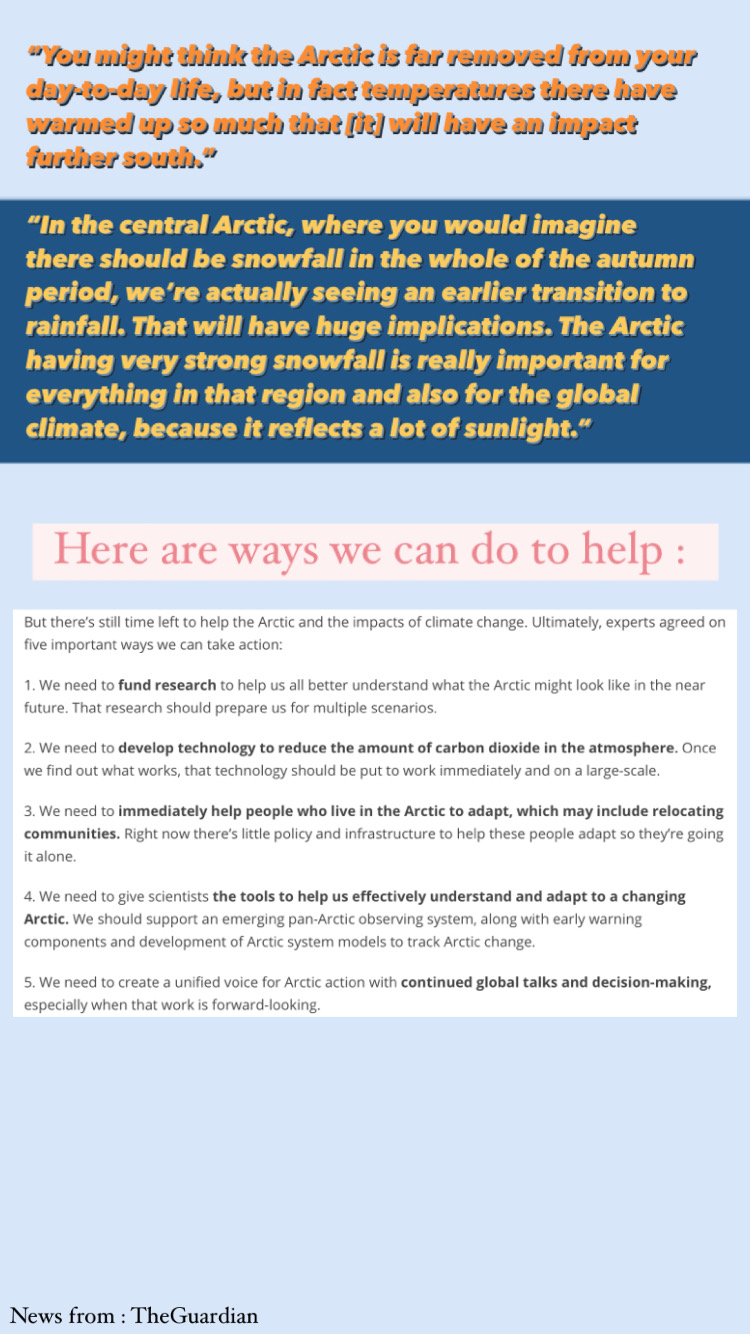 “You might think the Arctic is far removed from your
day-to-day life, but in fact temperatures there have
warmed up so much that [it] will have an impact
further south.”
“In the central Arctic, where you would imagine
there should be snowfall in the whole of the autumn
period, we’re actually seeing an earlier transition to
rainfall. That will have huge implications. The Arctic
having very strong snowfall is really important for
everything in that region and also for the global
climate, because it reflects a lot of sunlight.”
Here are ways we can do to help :
But there’s still time left to help the Arctic and the impacts of climate change. Ultimately, experts agreed on
five important ways we can take action:
1. We need to fund research to help us all better understand what the Arctic might look like in the near
future. That research should prepare us for multiple scenarios.
2. We need to develop technology to reduce the amount of carbon dioxide in the atmosphere. Once
we find out what works, that technology should be put to work immediately and on a large-scale.
3. We need to immediately help people who live in the Arctic to adapt, which may include relocating
communities. Right now there’s little policy and infrastructure to help these people adapt so they’re going
it alone.
4. We need to give scientists the tools to help us effectively understand and adapt to a changing
Arctic. We should support an emerging pan-Arctic observing system, along with early warning
components and development of Arctic system models to track Arctic change.
5. We need to create a unified voice for Arctic action with continued global talks and decision-making,
especially when that work is forward-looking.
News from : TheGuardian